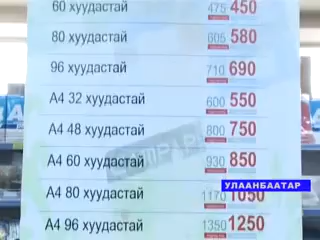 60 хуудастай 475 450
80 хуудастай 605 580
96 хуудастай 710 690
А4 32 хуудастай 600 550
А4 48 хуудастай 800 750
А4 60 хуудастай 930 850
УЛААНБААТАР
А4 80 хуудастай 1170 1050
А4 96 хуудастай 1350 1250